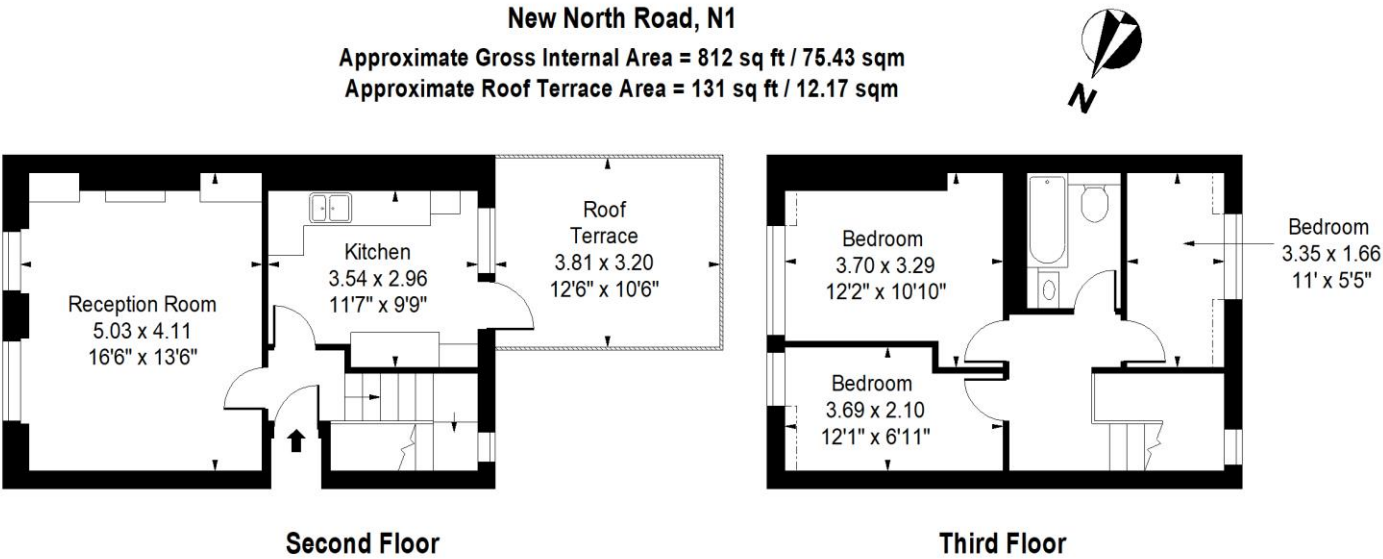 New North Road, N1
Approximate Gross Internal Area = 812 sq ft / 75.43 sqm
Approximate Roof Terrace Area = 131 sq ft / 12.17 sqm
N
Reception Room
5.03 x 4.11
16'6" x 13'6"
Kitchen
3.54 x 2.96
11'7" x 9'9"
Roof
Terrace
3.81 x 3.20
12'6" x 10'6"
Second Floor
Bedroom
3.70 x 3.29
12'2" x 10'10"
Bedroom
3.69 x 2.10
12'1" x 6'11"
Bedroom
3.35 x 1.66
11' x 5'5"
Third Floor